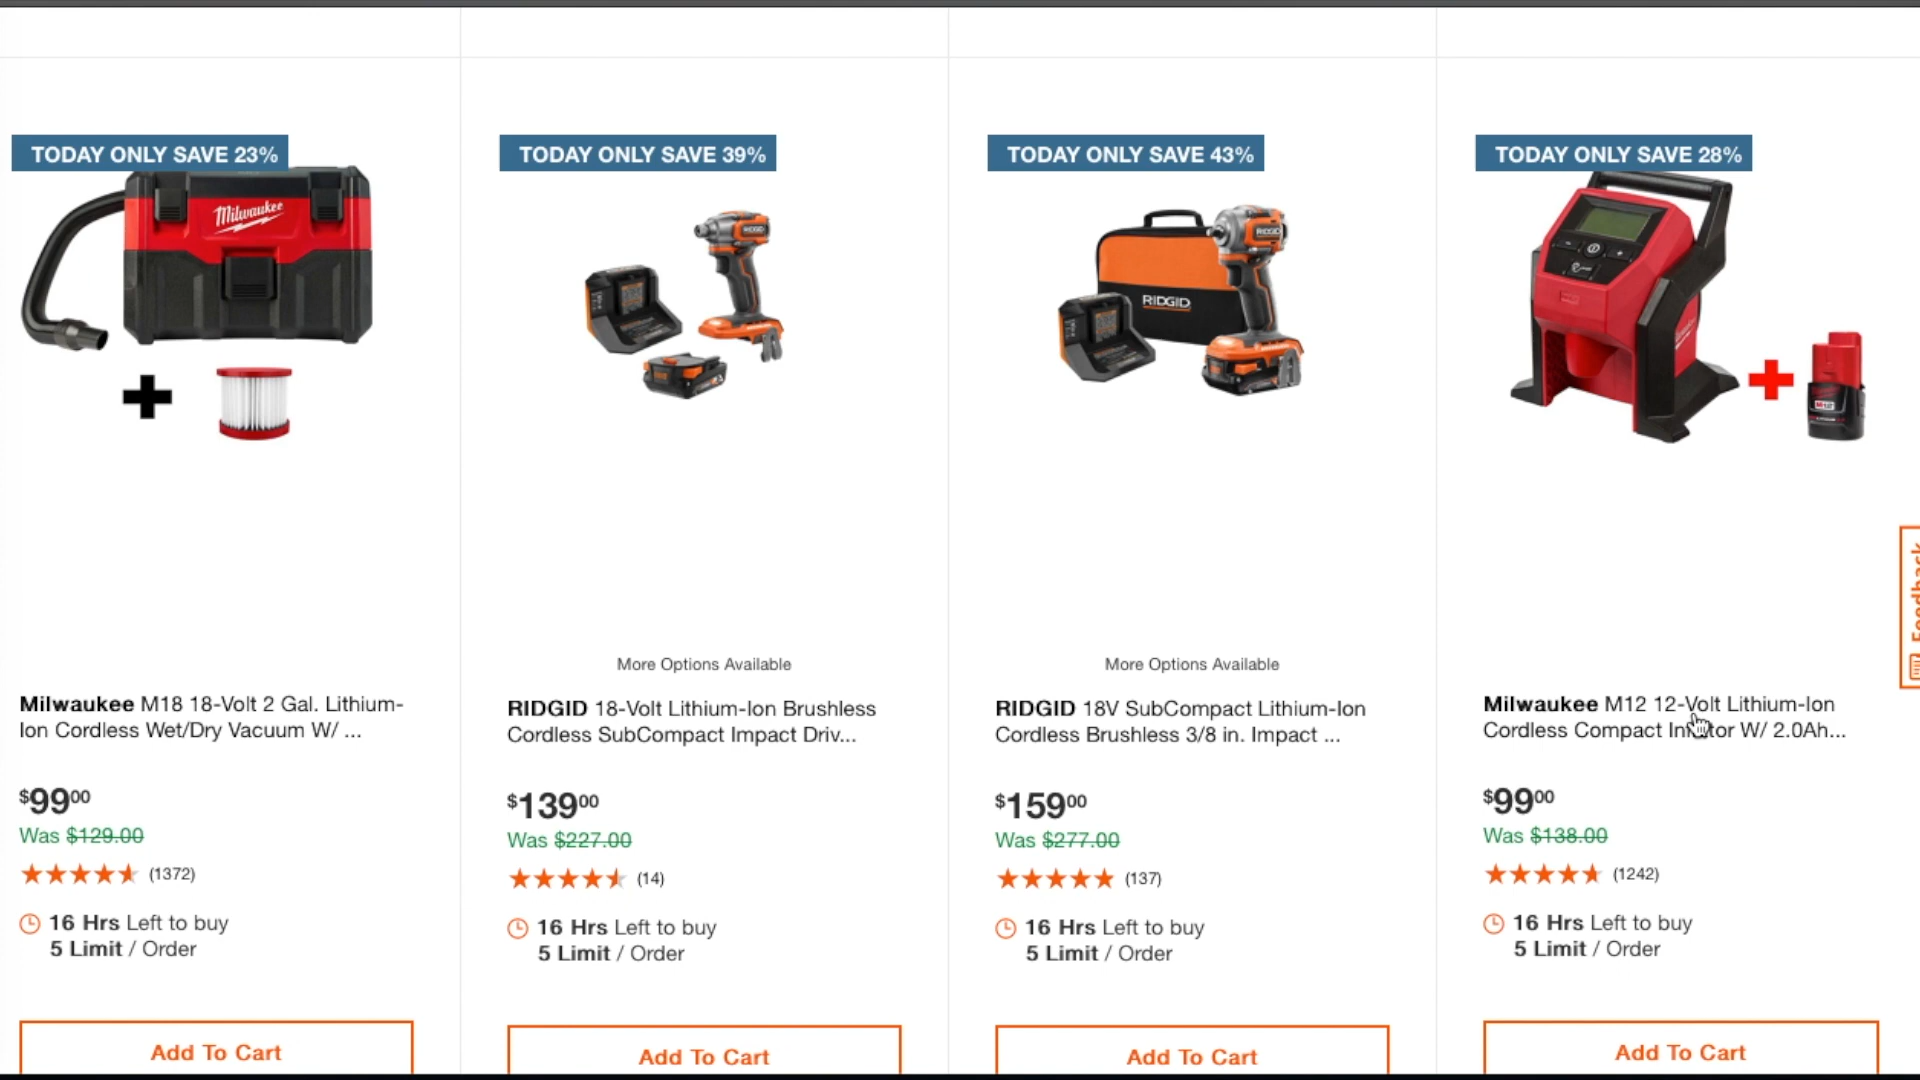 TODAY ONLY SAVE 23%
Milwaukee
Milwaukee M18 18-Volt 2 Gal. Lithium-
Ion Cordless Wet/Dry Vacuum W/ ...
$9900
Was $129.00
(1372)
16 Hrs Left to buy
5 Limit / Order
Add To Cart
TODAY ONLY SAVE 39%
RIDGID
More Options Available
RIDGID 18-Volt Lithium-Ion Brushless
Cordless SubCompact Impact Driv...
$13900
Was $227.00
(14)
16 Hrs Left to buy
5 Limit / Order
Add To Cart
TODAY ONLY SAVE 43%
RIDGID
RIDGID
More Options Available
RIDGID 18V SubCompact Lithium-Ion
Cordless Brushless 3/8 in. Impact ...
$15900
Was $277.00
(137)
16 Hrs Left to buy
5 Limit / Order
Add To Cart
TODAY ONLY SAVE 28%
Milwaukee M12 12-Volt Lithium-Ion
Cordless Compact Inflator W/ 2.0Ah...
$9900
Was $138.00
(1242)
16 Hrs Left to buy
5 Limit / Order
Add To Cart
Feedback